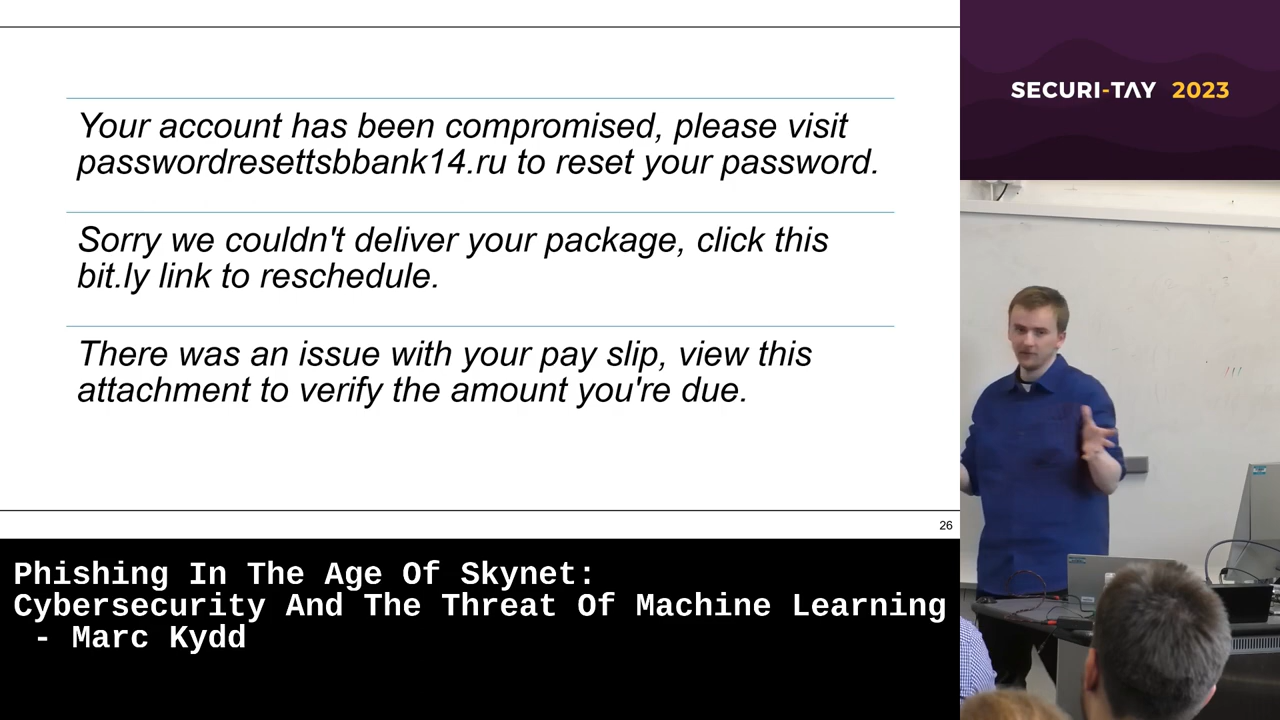 Your account has been compromised, please visit
passwordresettsbbank14.ru to reset your password.
Sorry we couldn't deliver your package, click this
bit.ly link to reschedule.
There was an issue with your pay slip, view this
attachment to verify the amount you're due.
26
SECURI-TAY 2023
Phishing In The Age Of Skynet:
Cybersecurity And The Threat Of Machine Learning
- Marc Kydd